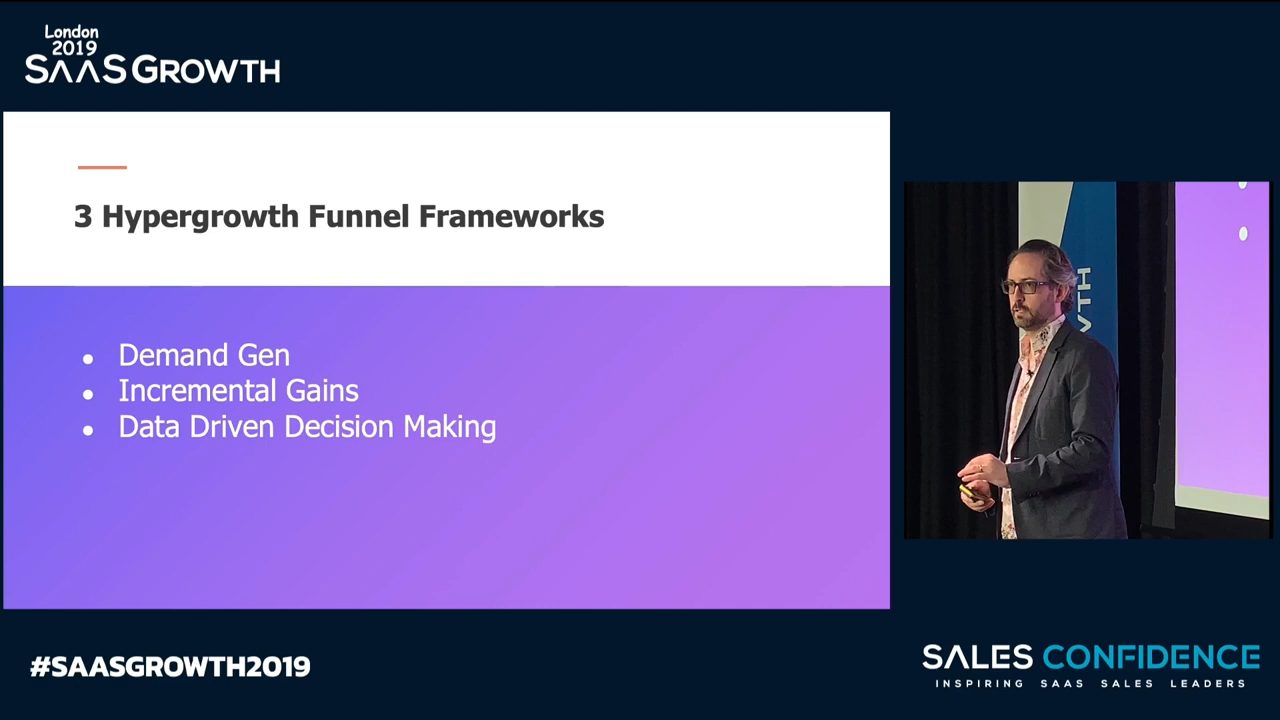 London
2019
SAAS GROWTH
3 Hypergrowth Funnel Frameworks
• Demand Gen
• Incremental Gains
• Data Driven Decision Making
WTH
#SAASGROWTH2019
SALES CONFIDENCE
INSPIRING SAAS SALES LEADERS